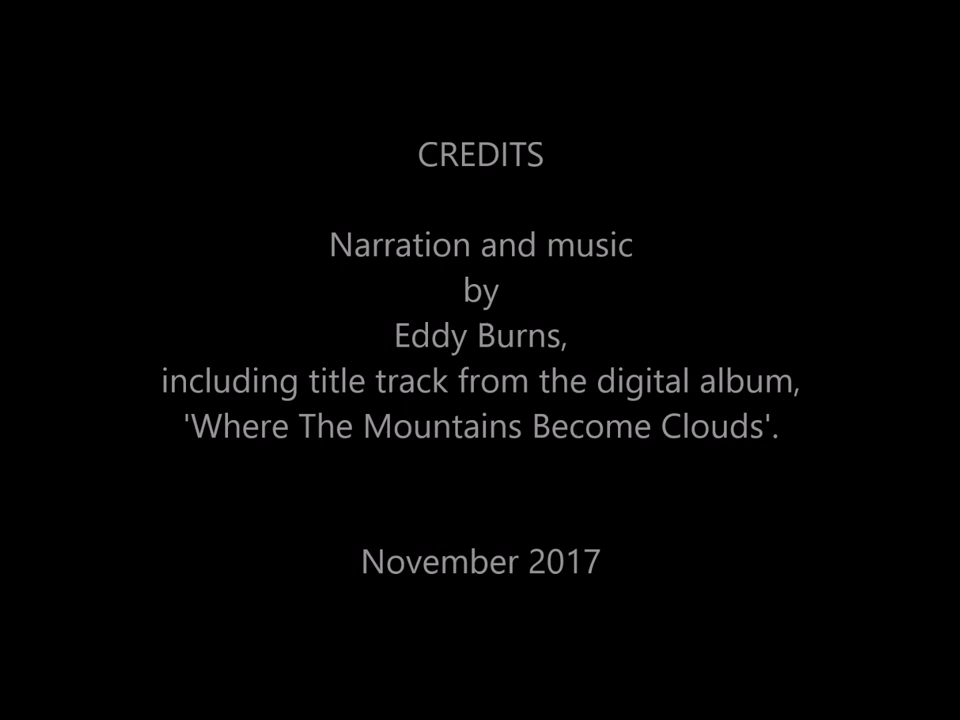 CREDITS
Narration and music
by
Eddy Burns,
including title track from the digital album,
'Where The Mountains Become Clouds'.
November 2017